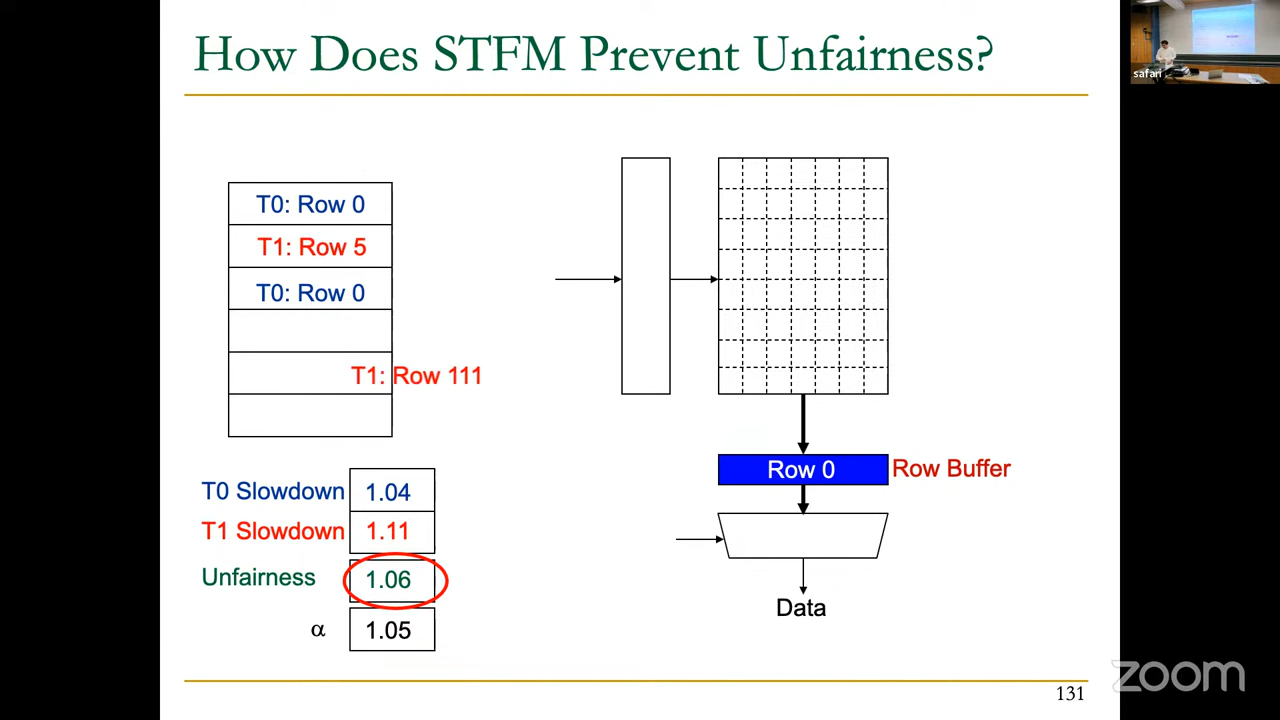 How Does STFM Prevent Unfairness?
safari
T0: Row 0
T1: Row 5
T0: Row 0
T1: Row 111
T0 Slowdown 1.04
T1 Slowdown 1.11
Unfairness 1.06
α 1.05
Row 0
Row Buffer
Data
131
zoom